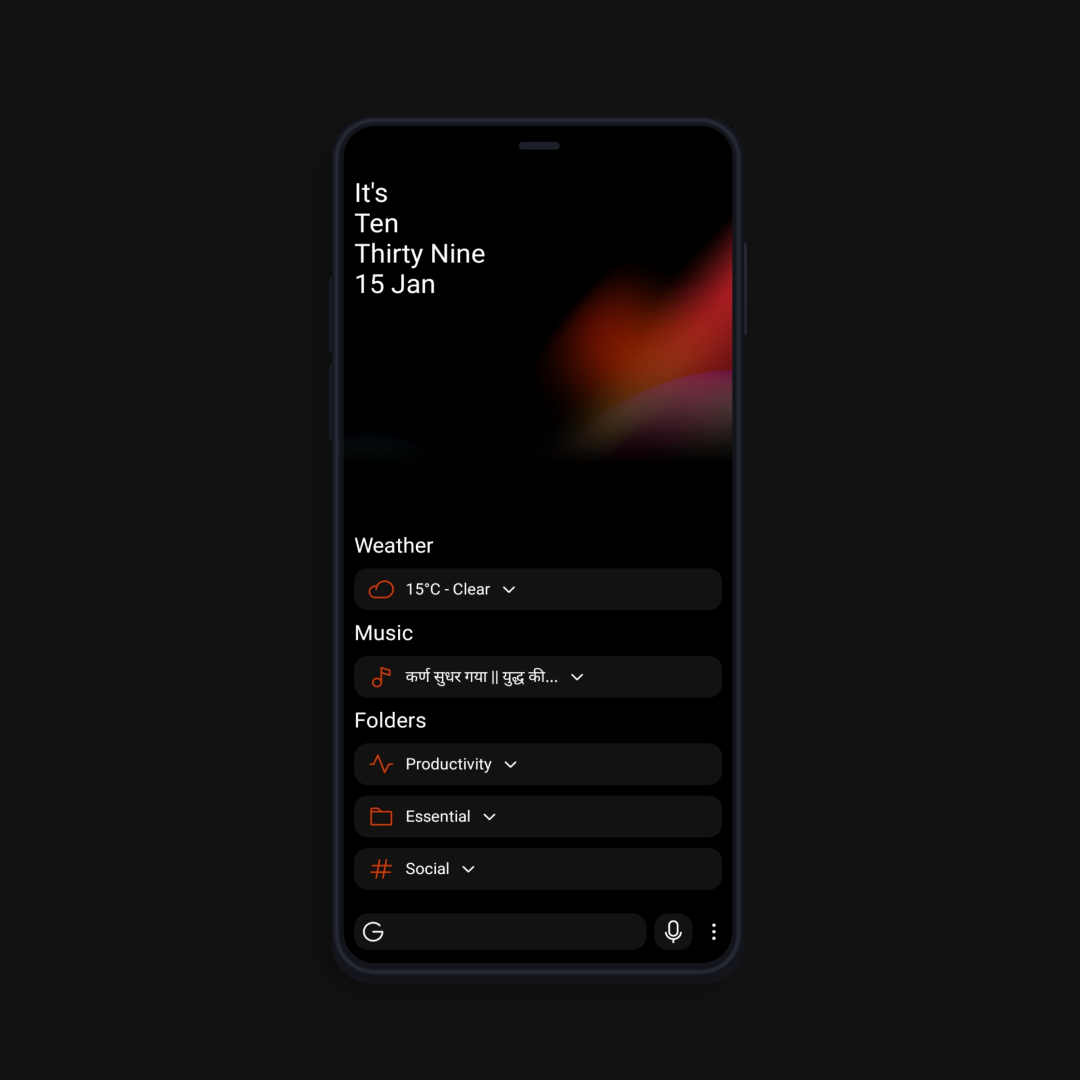 It's
Ten
Thirty Nine
15 Jan
Weather
15°C - Clear
Music
कर्ण सुधर गया || युद्ध की...
Folders
Productivity
Essential
Social